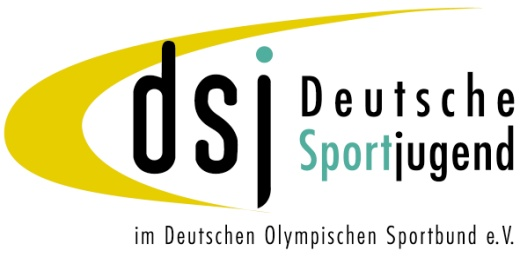 dsj Deutsche
Sportjugend
im Deutschen Olympischen Sportbund e.V.